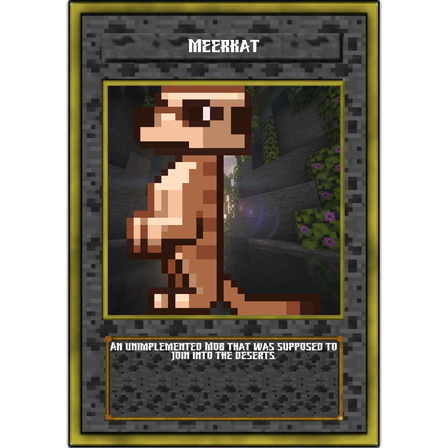 Meerkat
An unimplemented Mob that was supposed to
join into the deserts.